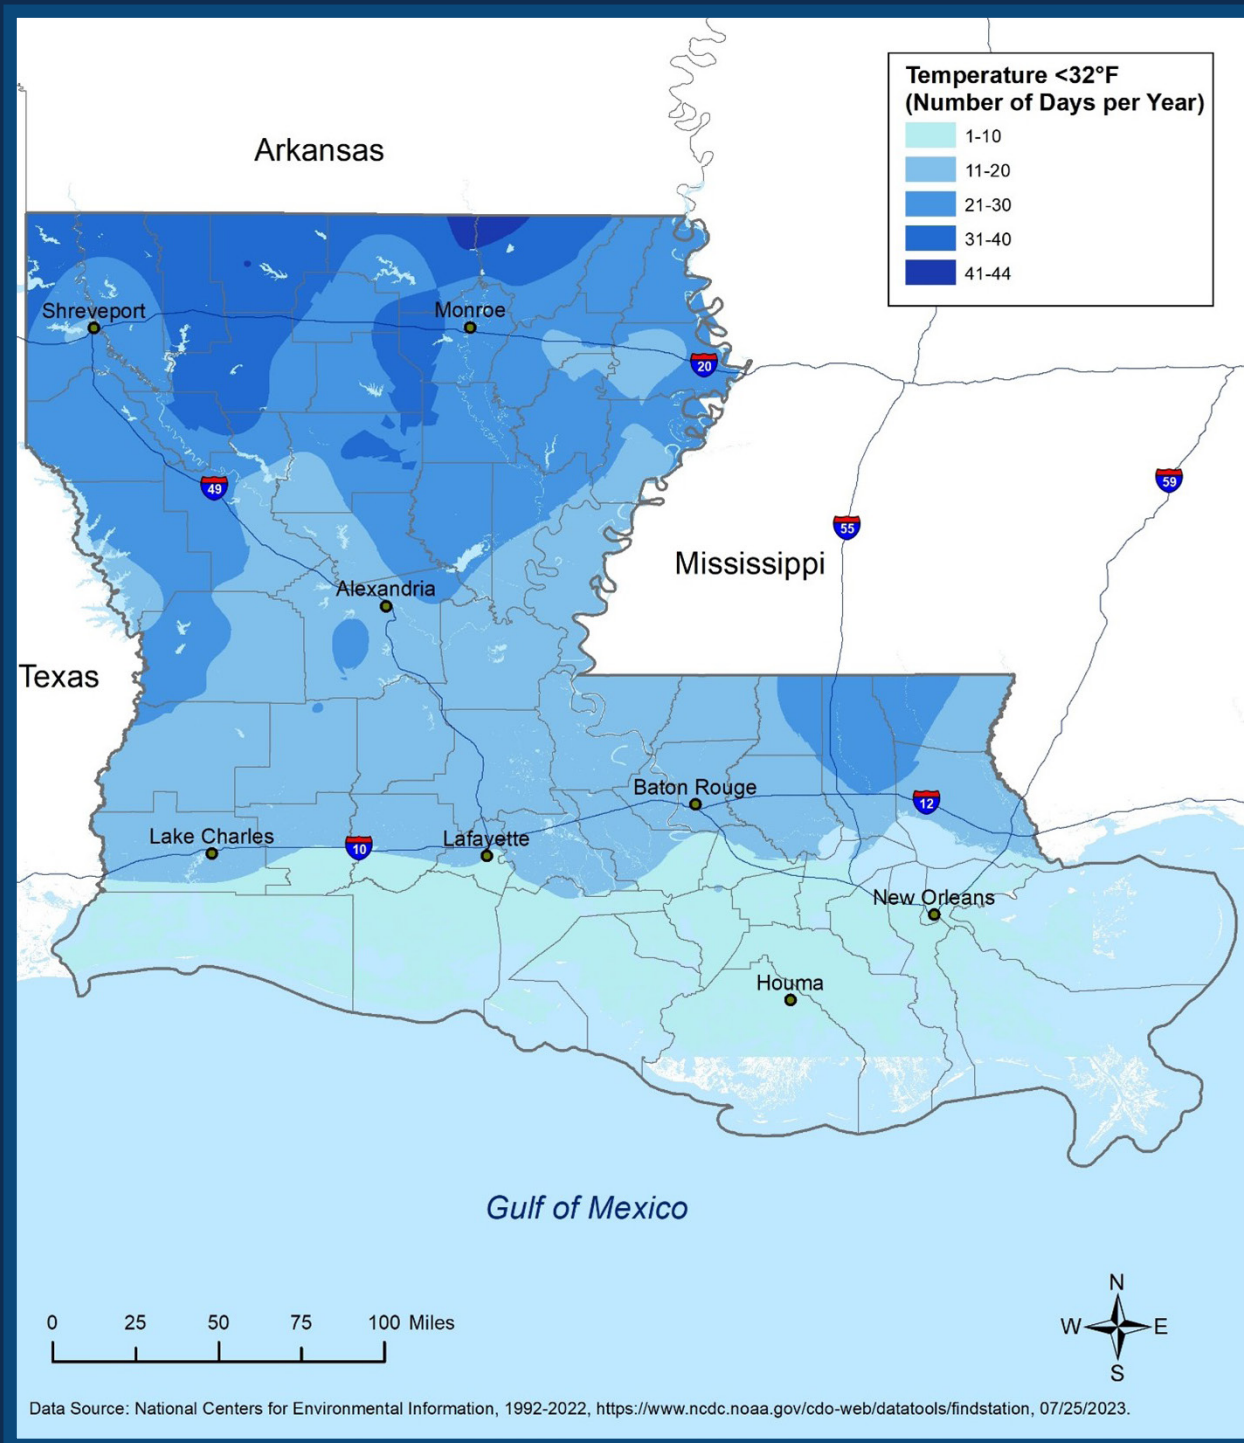 Temperature <32°F
(Number of Days per Year)
1-10
11-20
21-30
31-40
41-44
Arkansas
Shreveport
Monroe
20
49
59
55
Mississippi
Alexandria
Texas
Baton Rouge
12
Lake Charles
10
Lafayette
New Orleans
Houma
Gulf of Mexico
N
W E
S
0 25 50 75 100 Miles
Data Source: National Centers for Environmental Information, 1992-2022, https://www.ncdc.noaa.gov/cdo-web/datatools/findstation, 07/25/2023.